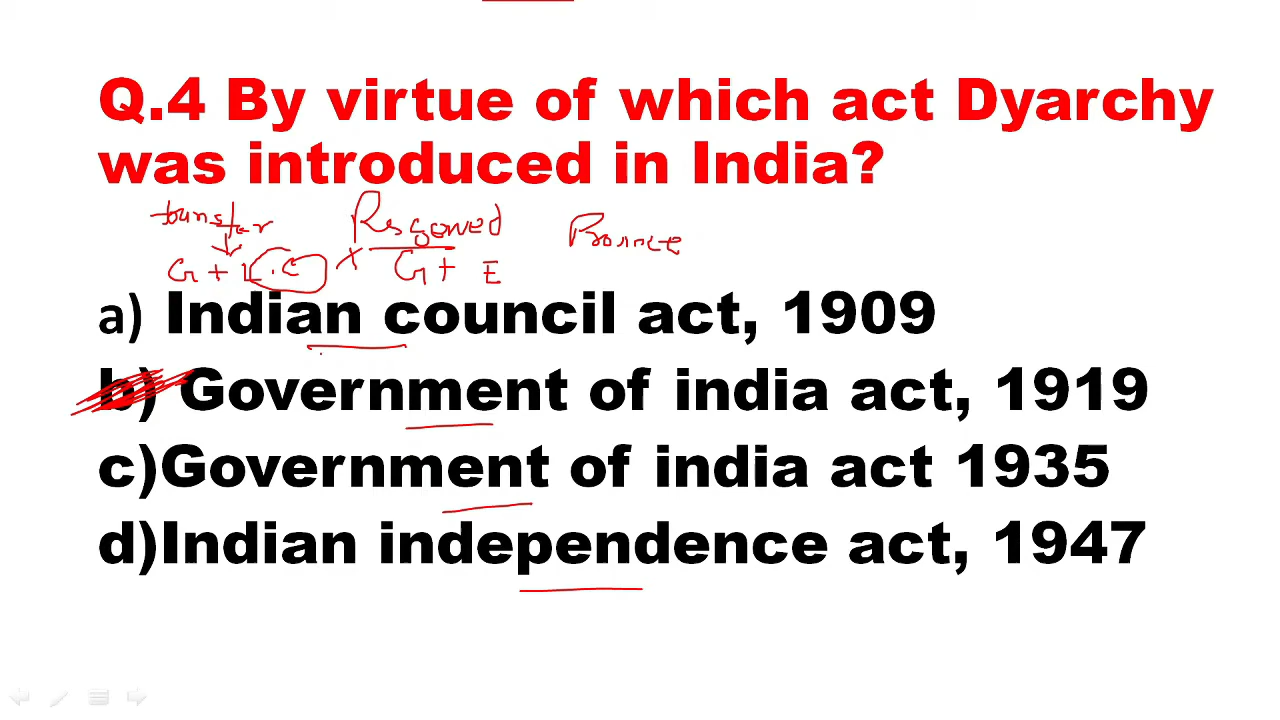 Q.4 By virtue of which act Dyarchy
was introduced in India?
transfer Reserved Province
G + L.C x G + E
a) Indian council act, 1909
b) Government of india act, 1919
c)Government of india act 1935
d)Indian independence act, 1947